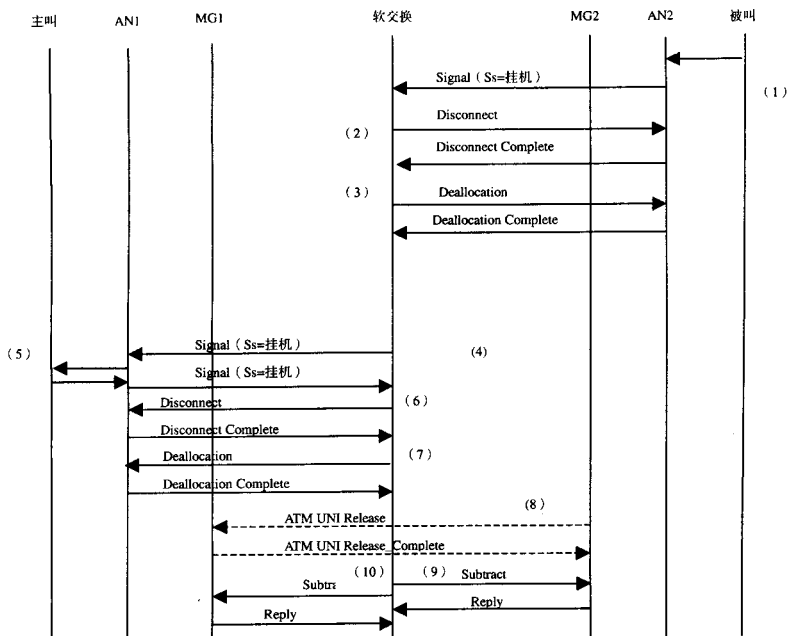 主叫 AN1 MG1 软交换 MG2 AN2 被叫
Signal（Ss=挂机）
（1）
Disconnect
（2）
Disconnect Complete
（3） Deallocation
Deallocation Complete
（5） Signal（Ss=挂机） (4)
Signal（Ss=挂机）
Disconnect （6）
Disconnect Complete
Deallocation （7）
Deallocation Complete
(8)
ATM UNI Release
ATM UNI Release_Complete
（10） （9） Subtract
Subtra
Reply
Reply